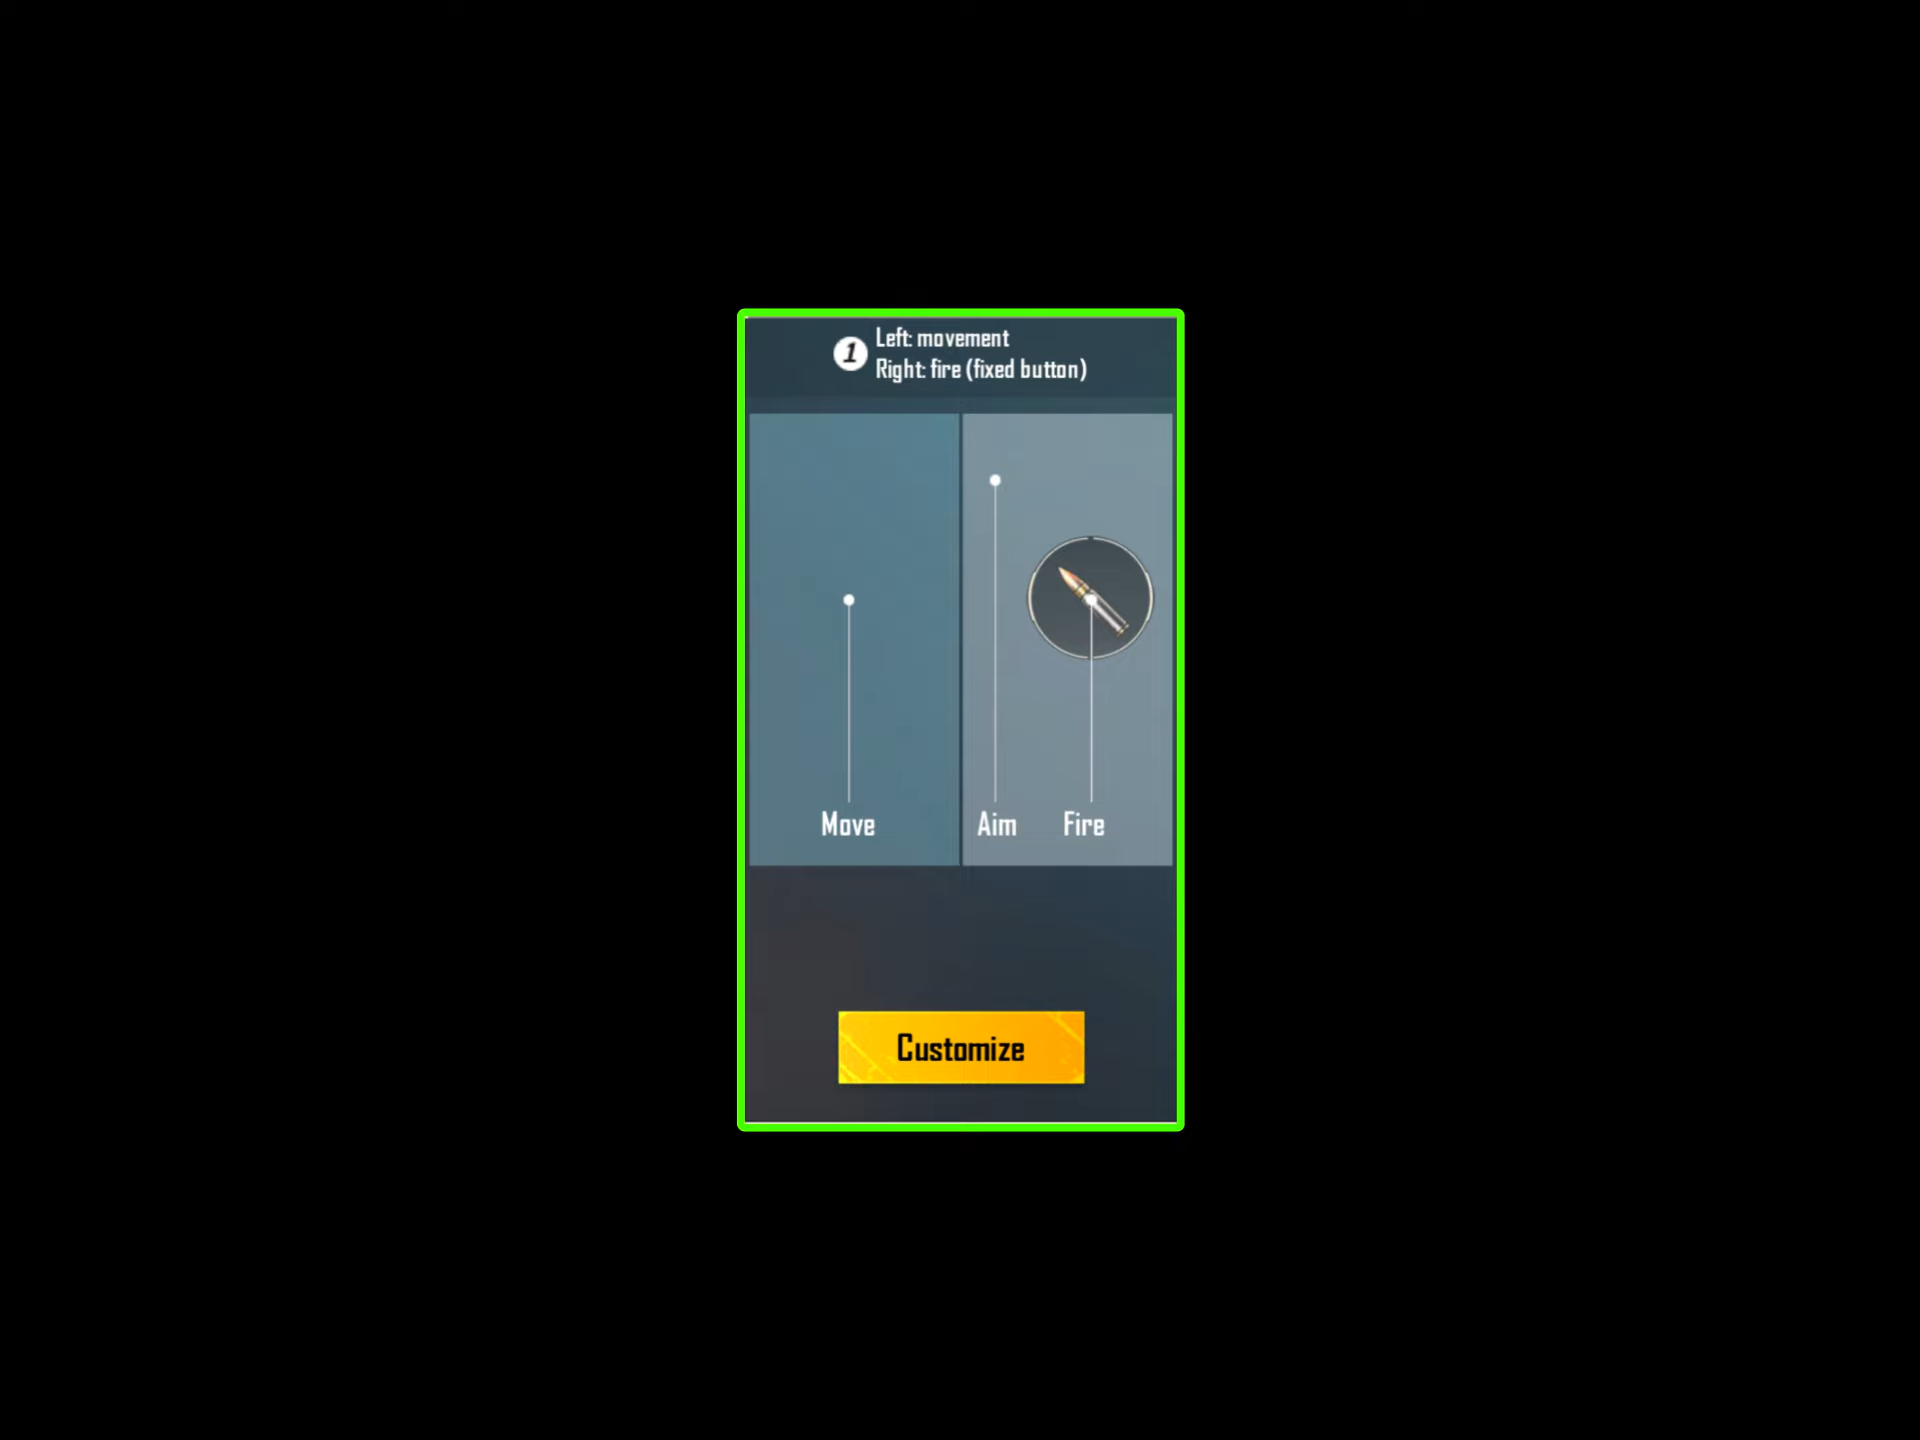 1
Left: movement
Right: fire (fixed button)
Move
Aim
Fire
Customize